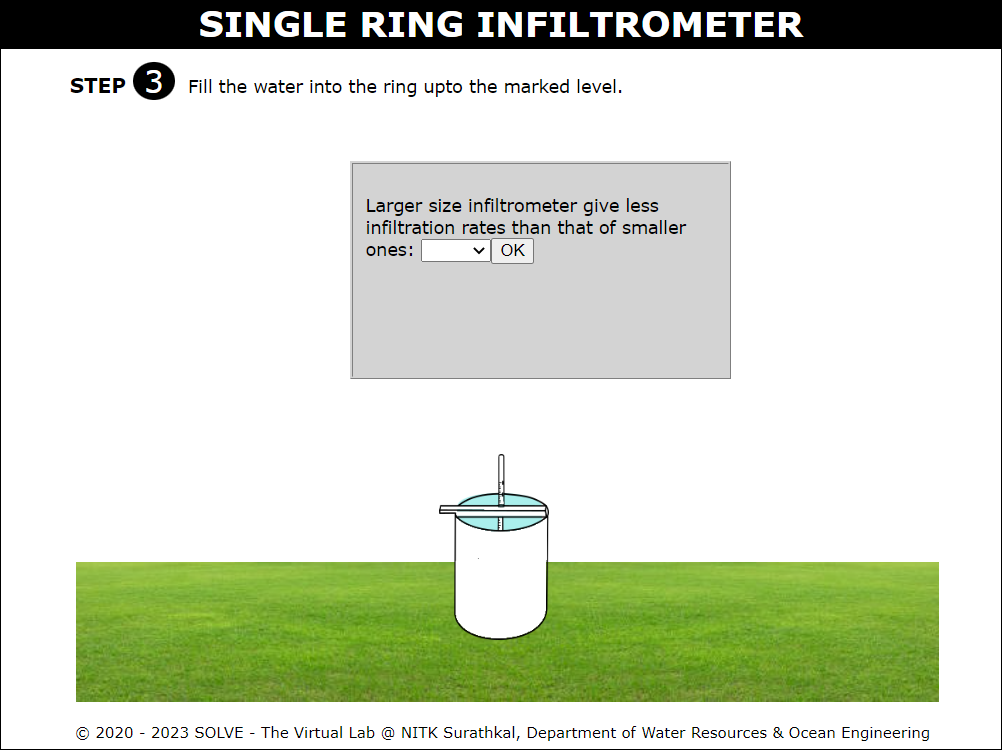 SINGLE RING INFILTROMETER
STEP 3 Fill the water into the ring upto the marked level.
Larger size infiltrometer give less
infiltration rates than that of smaller
ones: OK
© 2020 - 2023 SOLVE - The Virtual Lab @ NITK Surathkal, Department of Water Resources & Ocean Engineering